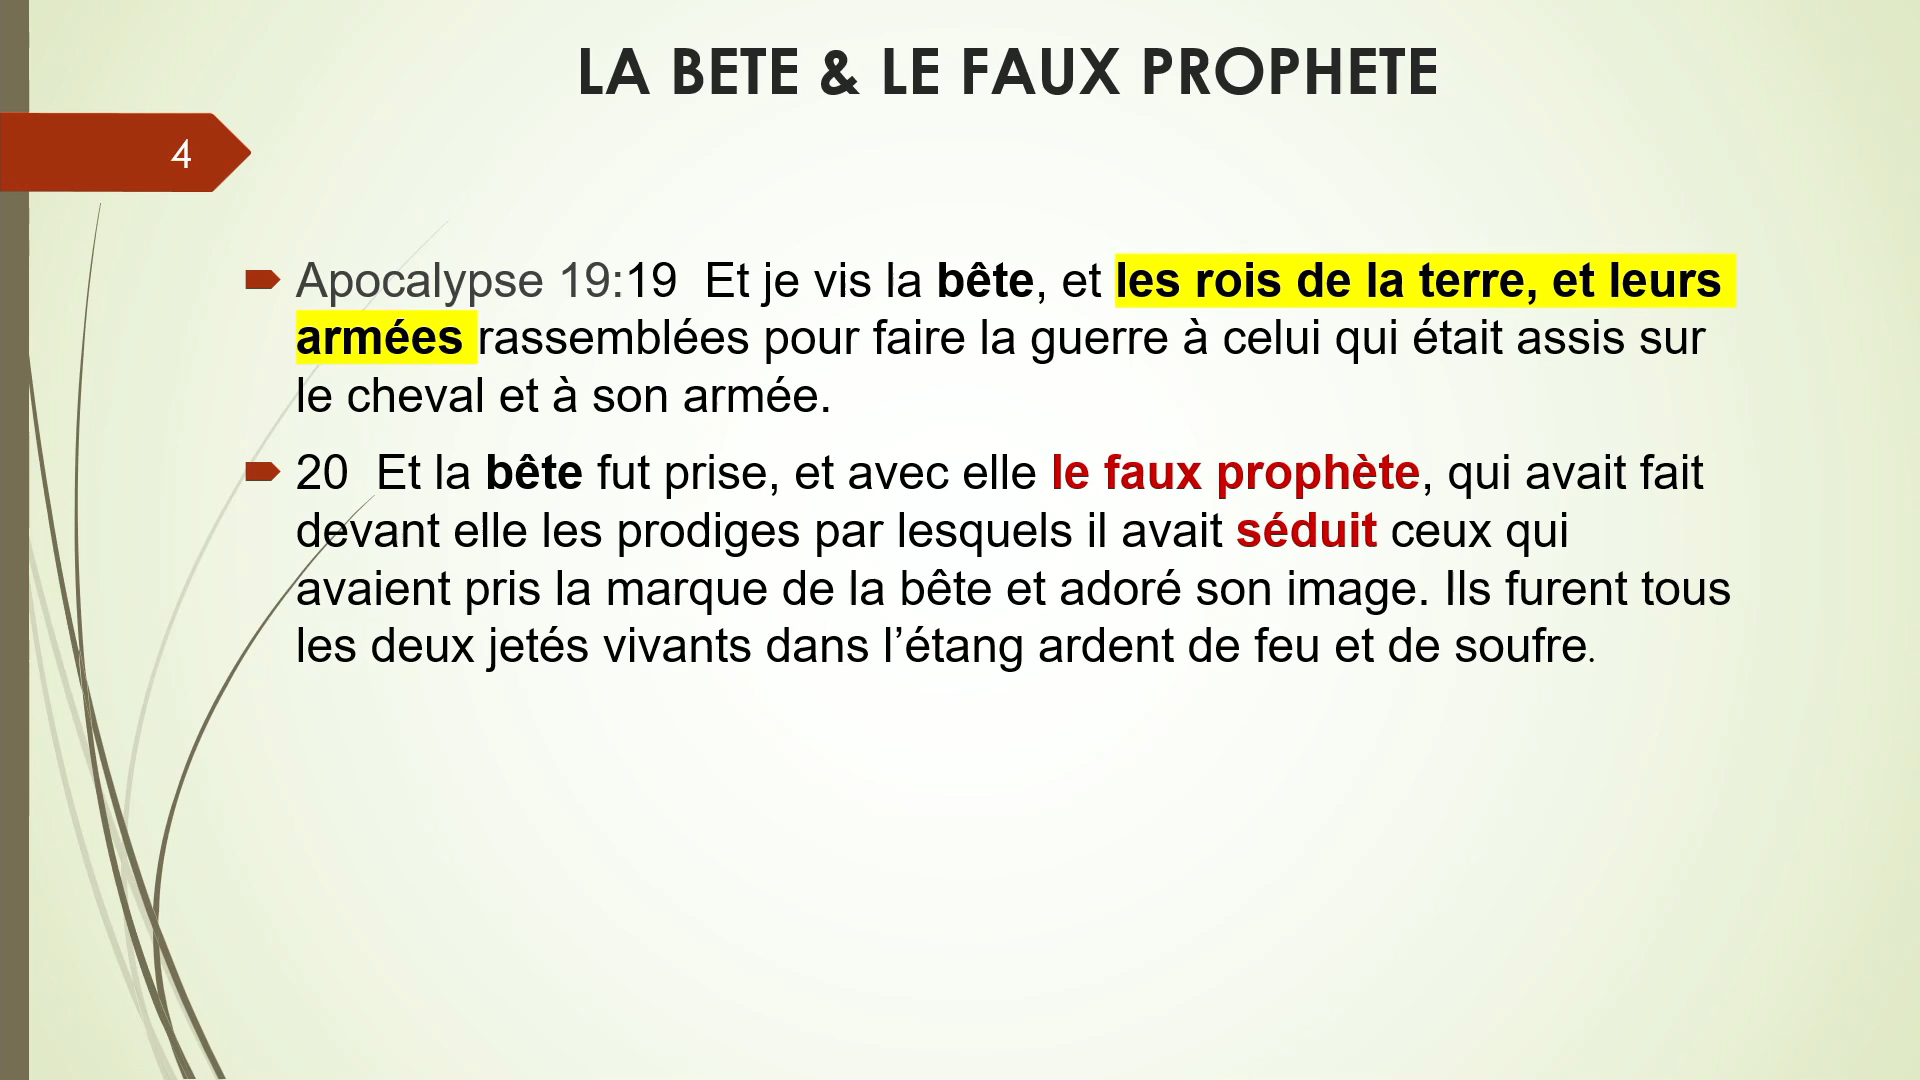 LA BETE & LE FAUX PROPHETE
4
Apocalypse 19:19  Et je vis la bête, et les rois de la terre, et leurs
armées rassemblées pour faire la guerre à celui qui était assis sur
le cheval et à son armée.
20  Et la bête fut prise, et avec elle le faux prophète, qui avait fait
devant elle les prodiges par lesquels il avait séduit ceux qui
avaient pris la marque de la bête et adoré son image. Ils furent tous
les deux jetés vivants dans l’étang ardent de feu et de soufre.